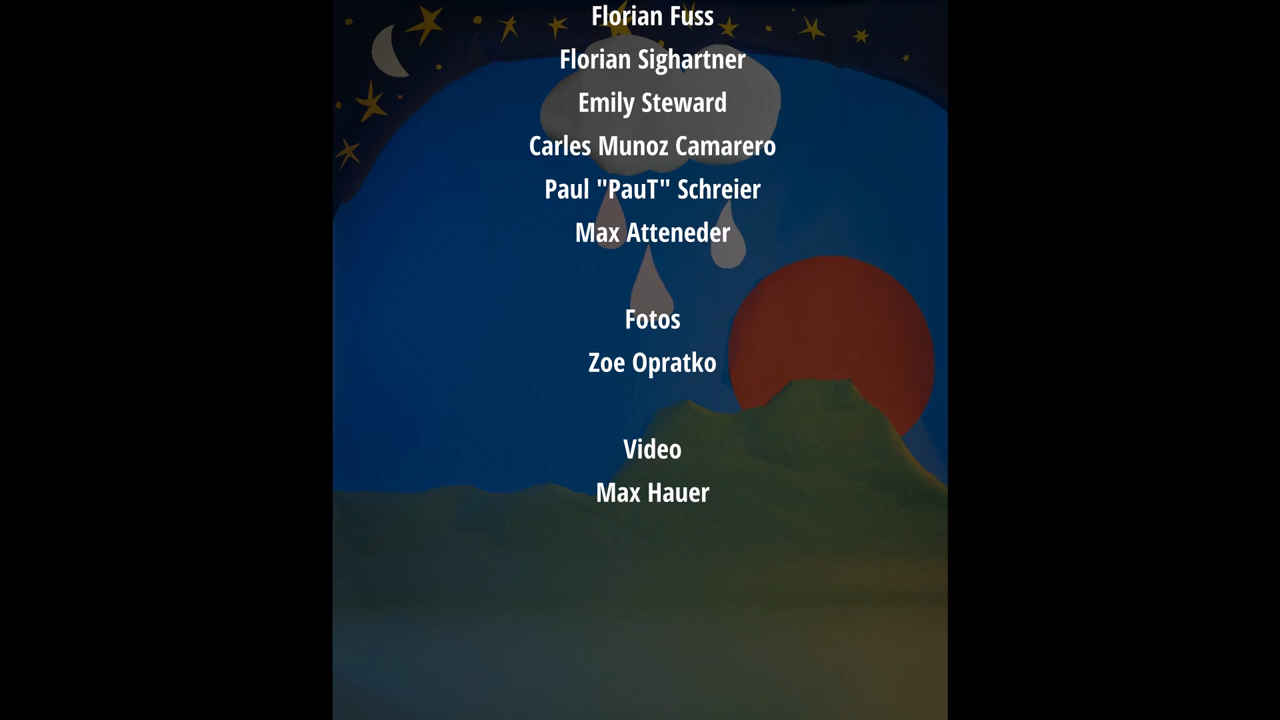 Florian Fuss
Florian Sighartner
Emily Steward
Carles Munoz Camarero
Paul "PauT" Schreier
Max Atteneder
Fotos
Zoe Opratko
Video
Max Hauer